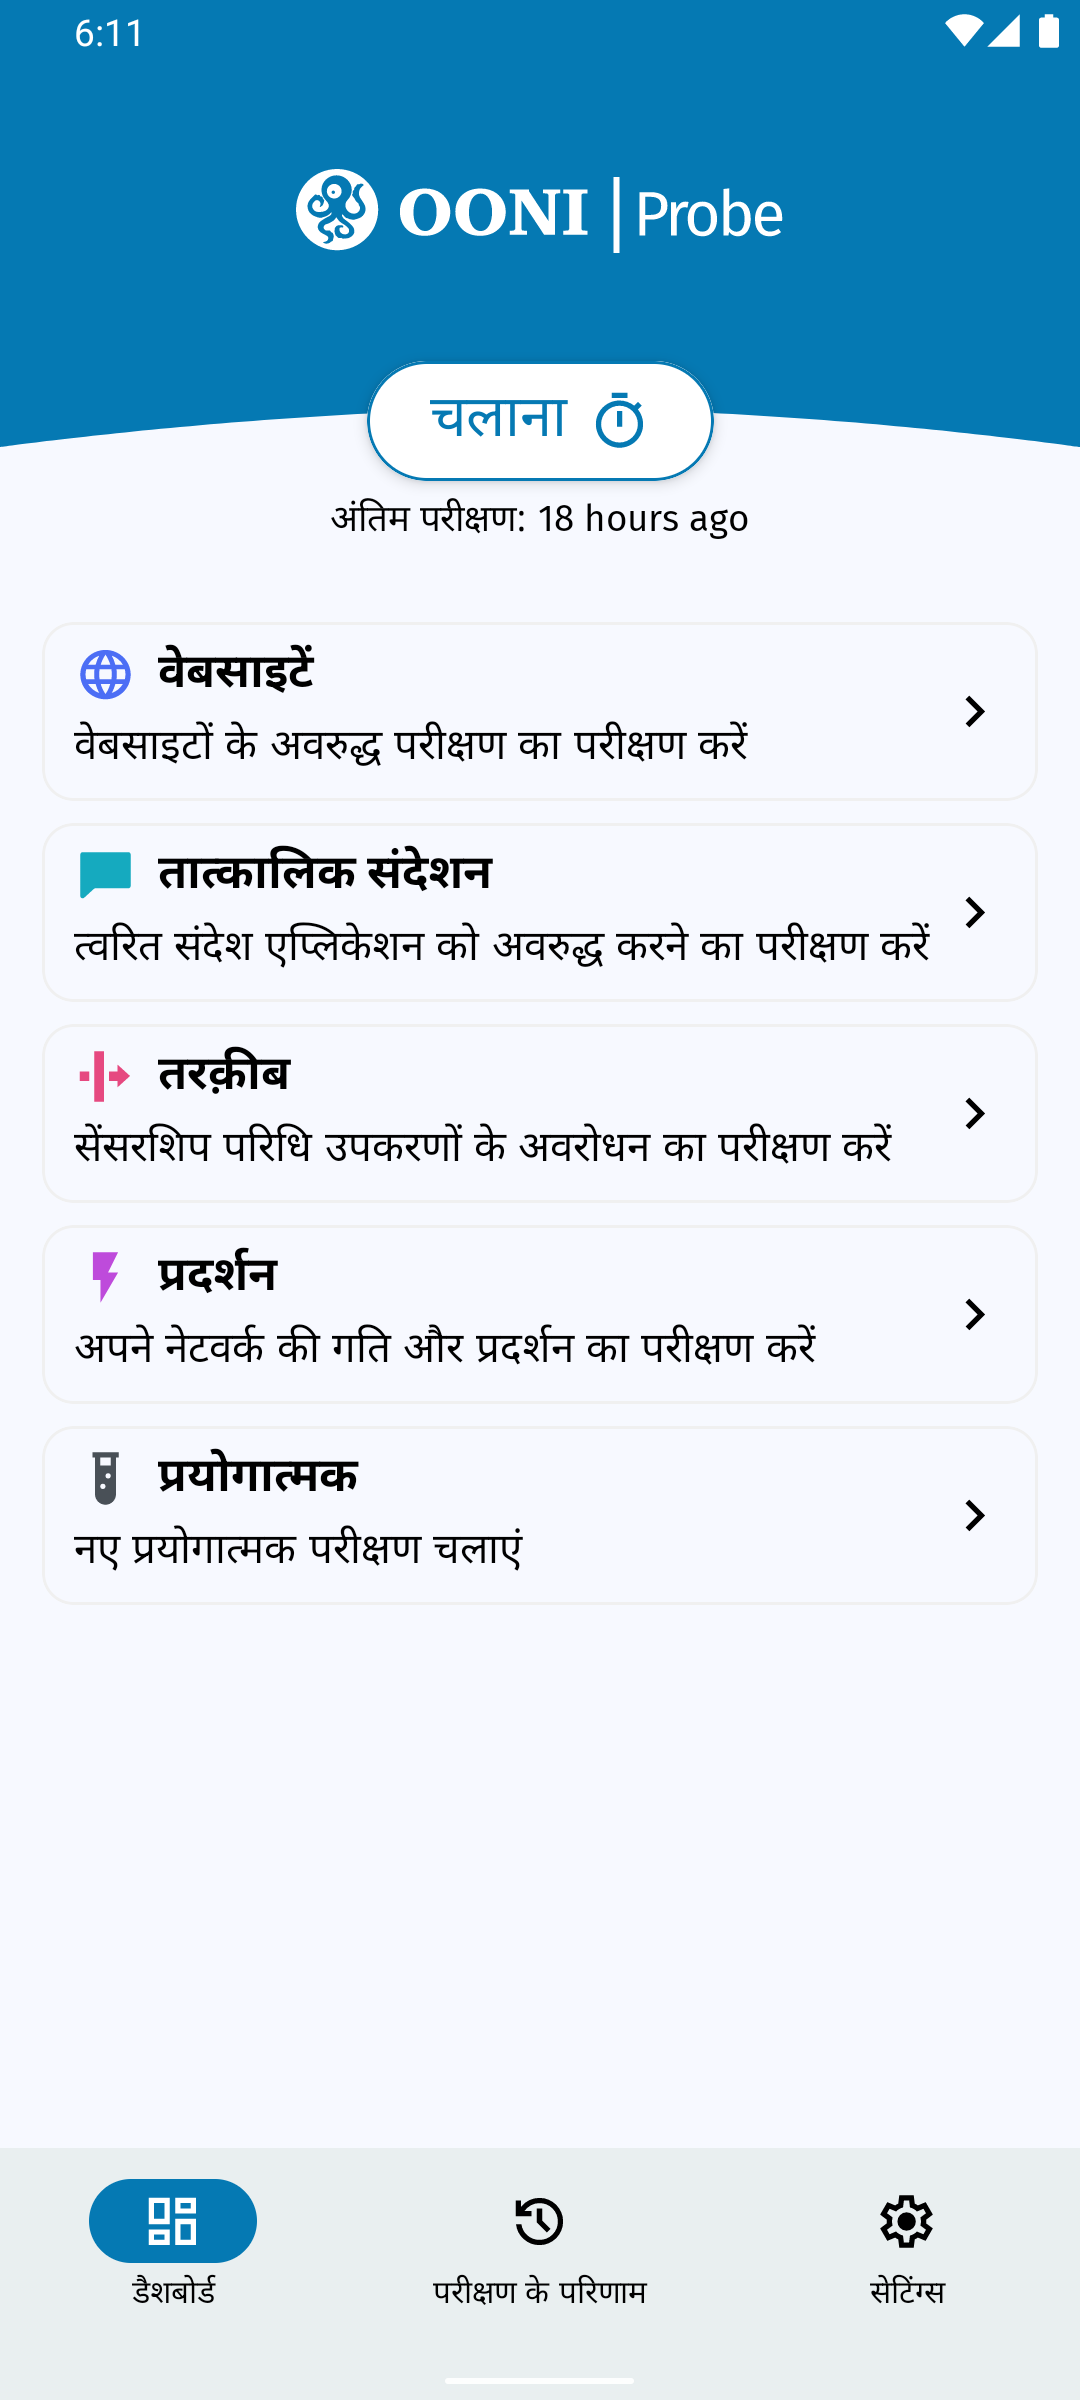 6:11
OONI | Probe
चलाना
अंतिम परीक्षण: 18 hours ago
वेबसाइटें
वेबसाइटों के अवरुद्ध परीक्षण का परीक्षण करें
तात्कालिक संदेशन
त्वरित संदेश एप्लिकेशन को अवरुद्ध करने का परीक्षण करें
तरक़ीब
सेंसरशिप परिधि उपकरणों के अवरोधन का परीक्षण करें
प्रदर्शन
अपने नेटवर्क की गति और प्रदर्शन का परीक्षण करें
प्रयोगात्मक
नए प्रयोगात्मक परीक्षण चलाएं
डैशबोर्ड
परीक्षण के परिणाम
सेटिंग्स